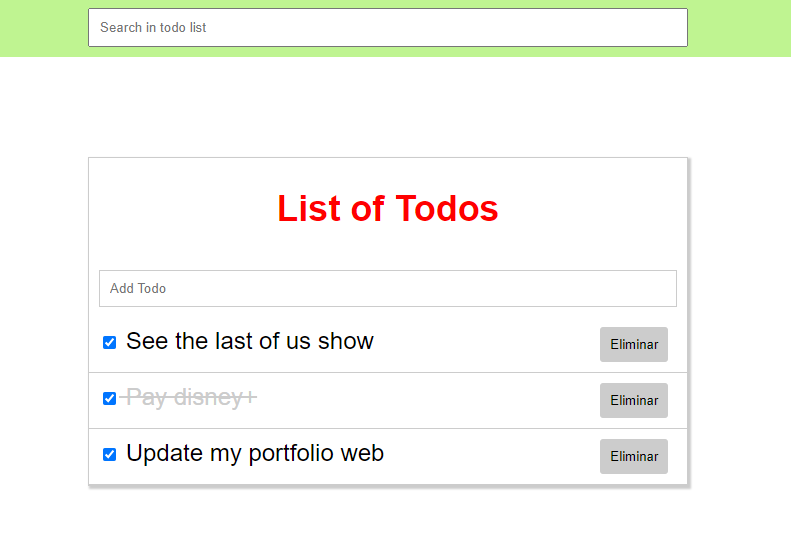 Search in todo list
List of Todos
Add Todo
See the last of us show
Eliminar
Pay disney+
Eliminar
Update my portfolio web
Eliminar